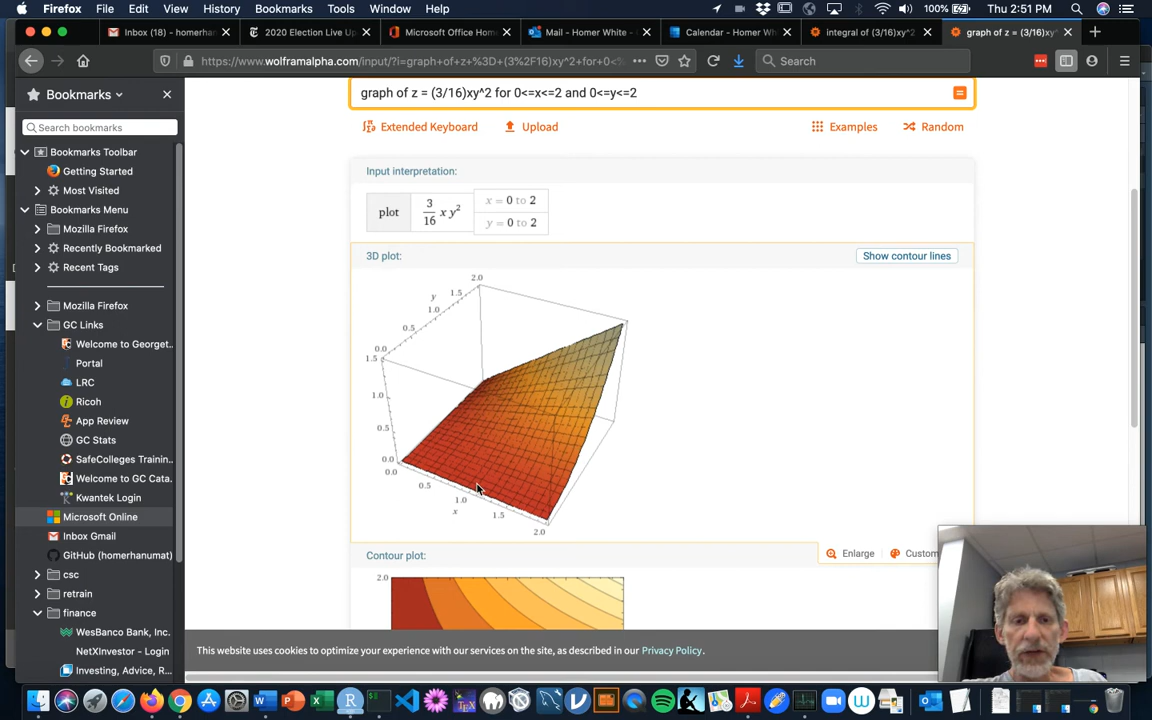 Firefox File Edit View History Bookmarks Tools Window Help 100% Thu 2:51 PM
Inbox (18) - homerhan
2020 Election Live Up
Microsoft Office Hom
Mail - Homer White -
Calendar - Homer Wh
integral of (3/16)xy^2
graph of z = (3/16)xy
https://www.wolframalpha.com/input/?i=graph+of+z+%3D+(3%2F16)xy^2+for+0<
Search
Bookmarks
Search bookmarks
Bookmarks Toolbar
Getting Started
Most Visited
Bookmarks Menu
Mozilla Firefox
Recently Bookmarked
Recent Tags
Mozilla Firefox
GC Links
Welcome to Georget...
Portal
LRC
Ricoh
App Review
GC Stats
SafeColleges Trainin...
Welcome to GC Cata...
Kwantek Login
Microsoft Online
Inbox Gmail
GitHub (homerhanumat)
csc
retrain
finance
WesBanco Bank, Inc.
NetXInvestor - Login
Investing, Advice, R...
graph of z = (3/16)xy^2 for 0<=x<=2 and 0<=y<=2
Extended Keyboard Upload Examples Random
Input interpretation:
plot 3/16 x y² x = 0 to 2
y = 0 to 2
3D plot: Show contour lines
2.0
y 1.5
1.0
0.5
0.0
1.5
1.0
0.5
0.0
0.0
0.5
1.0
x 1.5
2.0
Enlarge Custom
Contour plot:
2.0
This website uses cookies to optimize your experience with our services on the site, as described in our Privacy Policy.